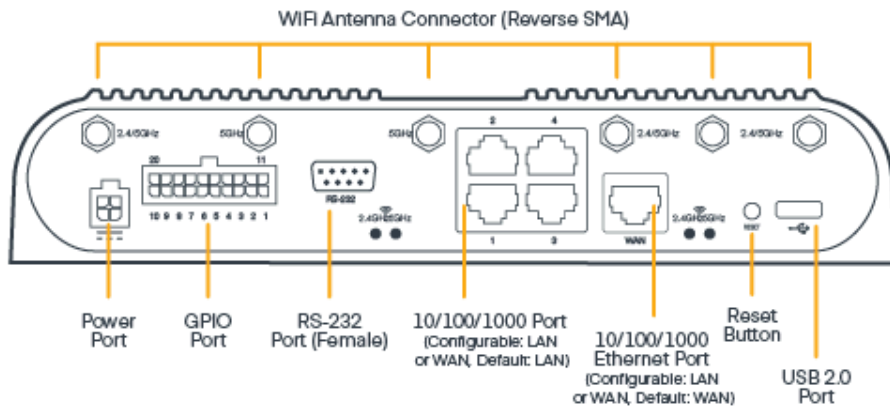 WiFi Antenna Connector (Reverse SMA)
2.4/5GHz
5GHz
5GHz
2.4/5GHz
2.4/5GHz
2 4
20 11
10 9 8 7 6 5 4 3 2 1
RS-232
2.4GHz 5GHz
1 3
WAN
2.4GHz 5GHz
RESET
Power
Port
GPIO
Port
RS-232
Port (Female)
10/100/1000 Port
(Configurable: LAN
or WAN, Default: LAN)
10/100/1000
Ethernet Port
(Configurable: LAN
or WAN, Default: WAN)
Reset
Button
USB 2.0
Port